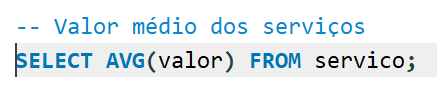 -- Valor médio dos serviços
SELECT AVG(valor) FROM servico;